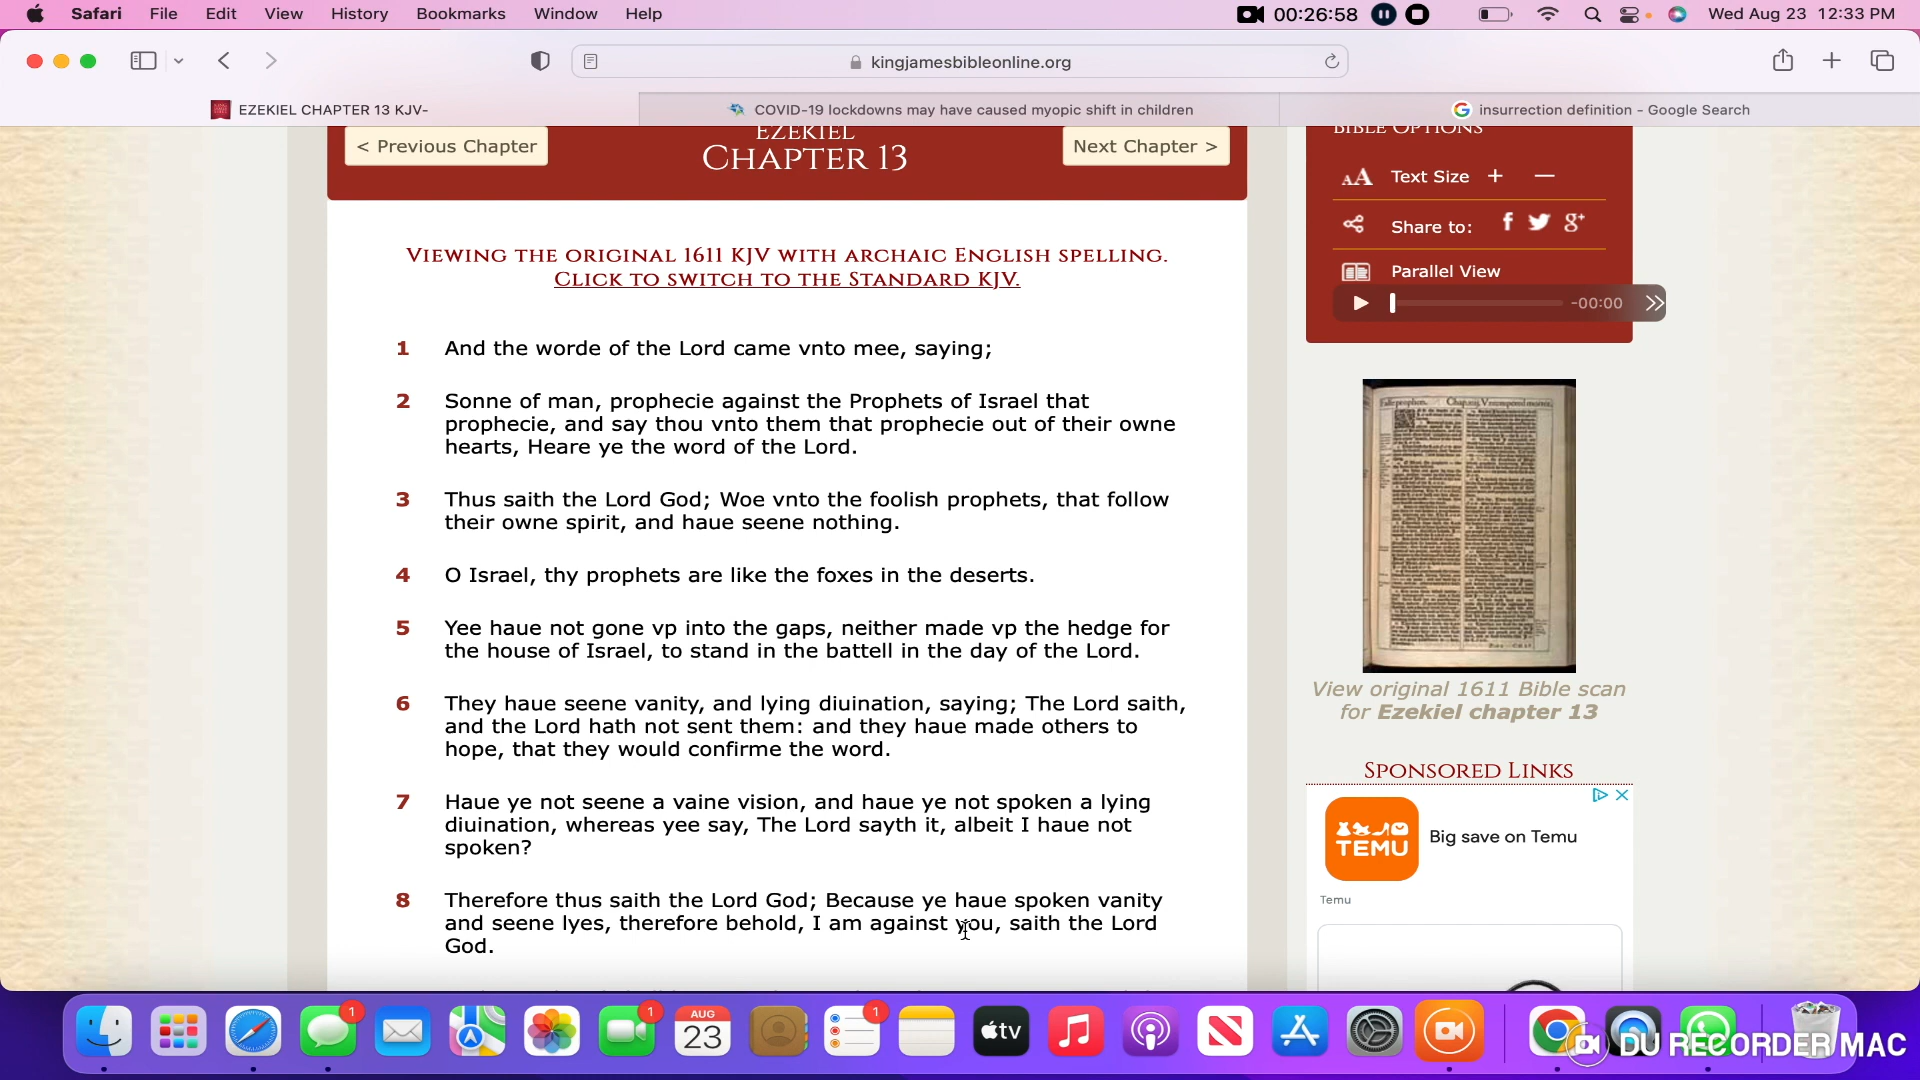 Safari File Edit View History Bookmarks Window Help 00:26:58 Wed Aug 23 12:33 PM
kingjamesbibleonline.org
EZEKIEL CHAPTER 13 KJV-
COVID-19 lockdowns may have caused myopic shift in children
insurrection definition - Google Search
< Previous Chapter
EZEKIEL
CHAPTER 13
Next Chapter >
BIBLE OPTIONS
AA Text Size + —
Share to: f g+
Parallel View
-00:00
VIEWING THE ORIGINAL 1611 KJV WITH ARCHAIC ENGLISH SPELLING.
CLICK TO SWITCH TO THE STANDARD KJV.
1 And the worde of the Lord came vnto mee, saying;
2 Sonne of man, prophecie against the Prophets of Israel that
prophecie, and say thou vnto them that prophecie out of their owne
hearts, Heare ye the word of the Lord.
3 Thus saith the Lord God; Woe vnto the foolish prophets, that follow
their owne spirit, and haue seene nothing.
4 O Israel, thy prophets are like the foxes in the deserts.
5 Yee haue not gone vp into the gaps, neither made vp the hedge for
the house of Israel, to stand in the battell in the day of the Lord.
6 They haue seene vanity, and lying diuination, saying; The Lord saith,
and the Lord hath not sent them: and they haue made others to
hope, that they would confirme the word.
7 Haue ye not seene a vaine vision, and haue ye not spoken a lying
diuination, whereas yee say, The Lord sayth it, albeit I haue not
spoken?
8 Therefore thus saith the Lord God; Because ye haue spoken vanity
and seene lyes, therefore behold, I am against you, saith the Lord
God.
View original 1611 Bible scan
for Ezekiel chapter 13
SPONSORED LINKS
TEMU
Big save on Temu
Temu
1
1
AUG
23
1
tv
DU RECORDER MAC